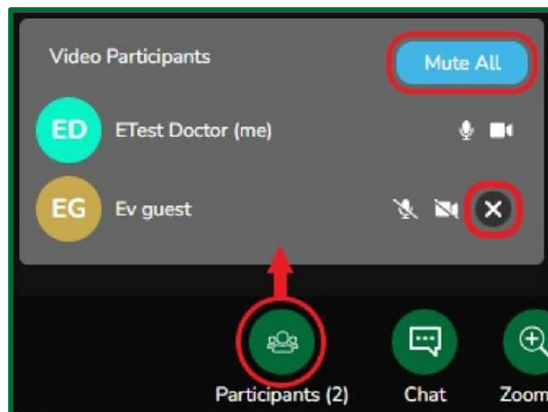 Video Participants
Mute All
ED
ETest Doctor (me)
EG
Ev guest
Participants (2)
Chat
Zoom